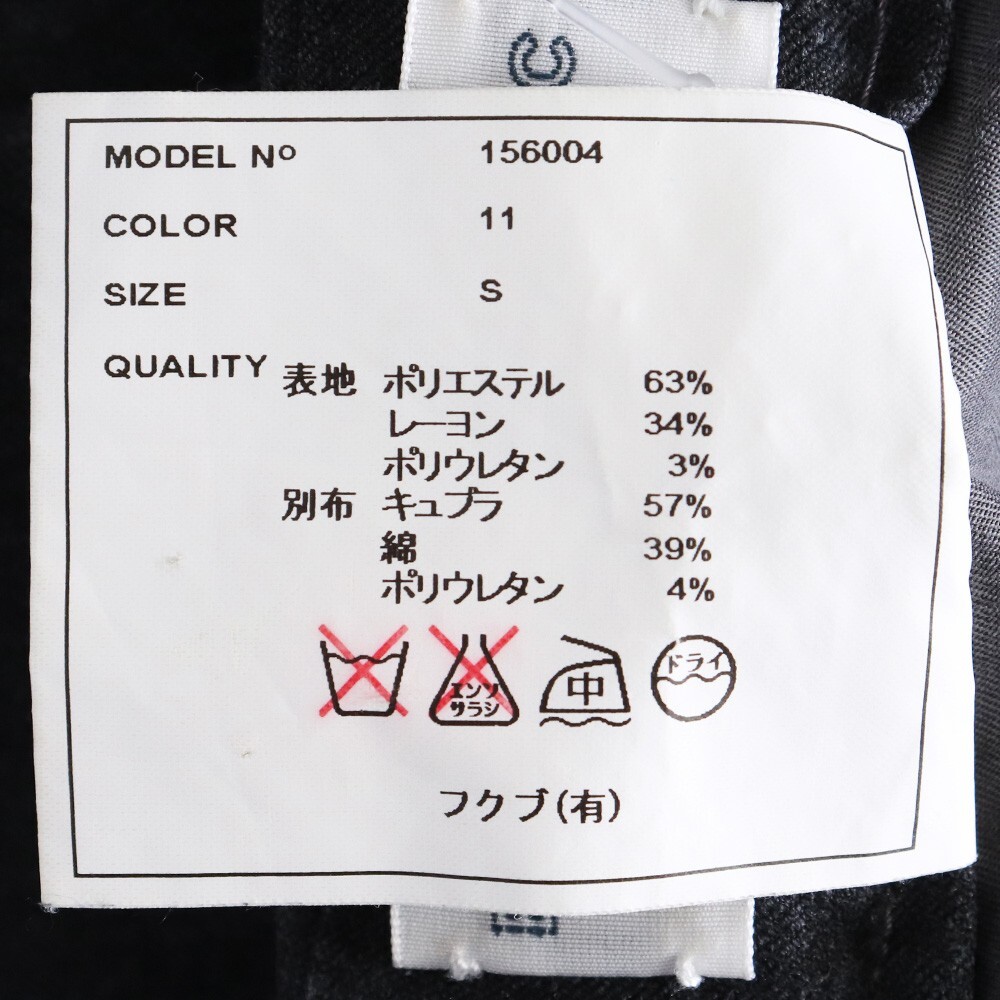 MODEL Nº 156004
COLOR 11
SIZE S
QUALITY 表地 ポリエステル 63%
レーヨン 34%
ポリウレタン 3%
別布 キュプラ 57%
綿 39%
ポリウレタン 4%
エンソ
サラシ
中
ドライ
フクブ(有)